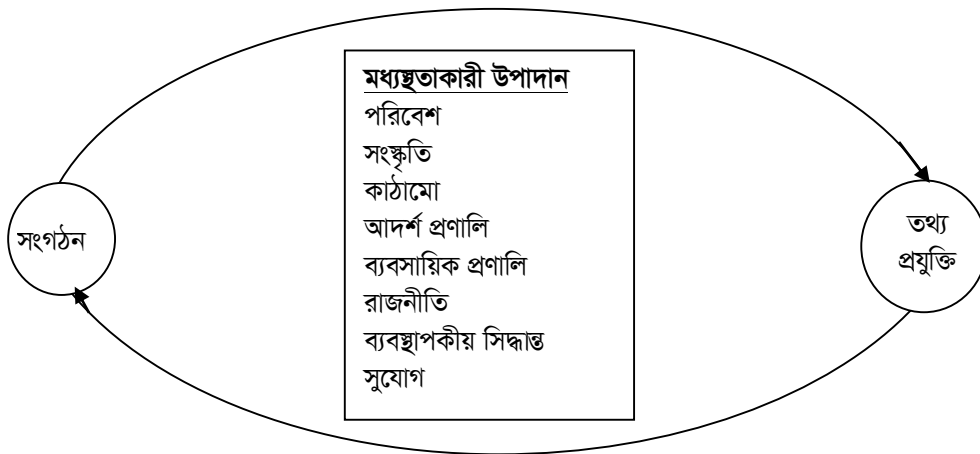 মধ্যস্থতাকারী উপাদান
পরিবেশ
সংস্কৃতি
কাঠামো
আদর্শ প্রণালি
ব্যবসায়িক প্রণালি
রাজনীতি
ব্যবস্থাপকীয় সিদ্ধান্ত
সুযোগ
সংগঠন
তথ্য
প্রযুক্তি